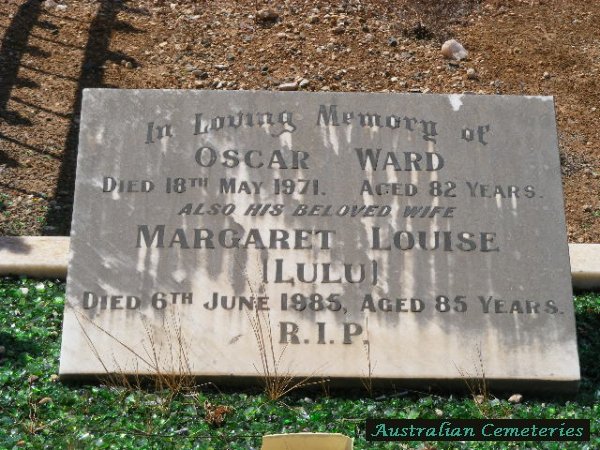 In Loving Memory of
OSCAR WARD
DIED 18TH MAY 1971. AGED 82 YEARS.
ALSO HIS BELOVED WIFE
MARGARET LOUISE
(LULU)
DIED 6TH JUNE 1985, AGED 85 YEARS.
R.I.P.
Australian Cemeteries